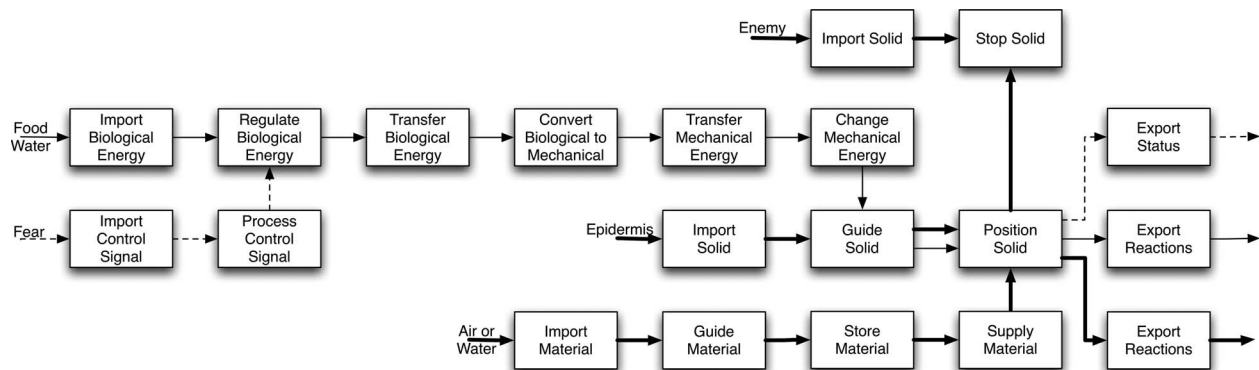 Enemy
Import Solid
Stop Solid
Food
Water
Import
Biological
Energy
Regulate
Biological
Energy
Transfer
Biological
Energy
Convert
Biological to
Mechanical
Transfer
Mechanical
Energy
Change
Mechanical
Energy
Export
Status
Fear
Import
Control
Signal
Process
Control
Signal
Epidermis
Import
Solid
Guide
Solid
Position
Solid
Export
Reactions
Air or
Water
Import
Material
Guide
Material
Store
Material
Supply
Material
Export
Reactions